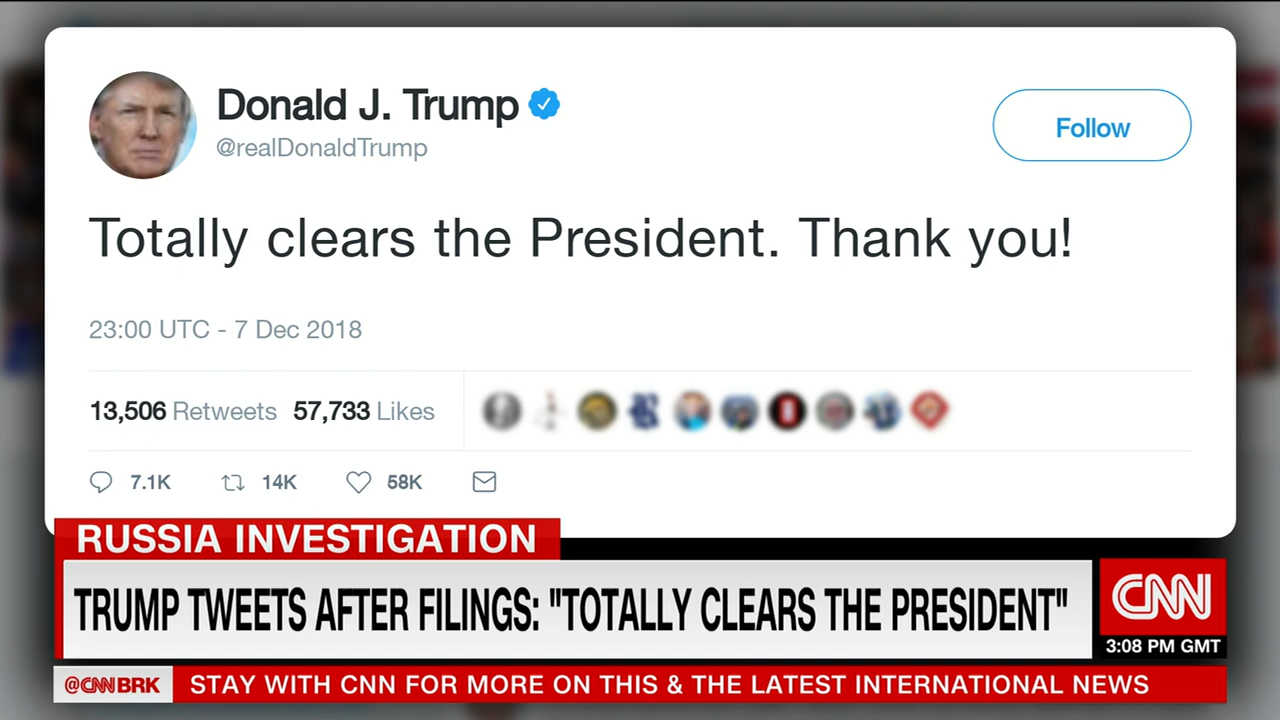 Donald J. Trump
@realDonaldTrump
Follow
Totally clears the President. Thank you!
23:00 UTC - 7 Dec 2018
13,506 Retweets 57,733 Likes
7.1K 14K 58K
RUSSIA INVESTIGATION
TRUMP TWEETS AFTER FILINGS: "TOTALLY CLEARS THE PRESIDENT"
CNN
3:08 PM GMT
@CNNBRK STAY WITH CNN FOR MORE ON THIS & THE LATEST INTERNATIONAL NEWS